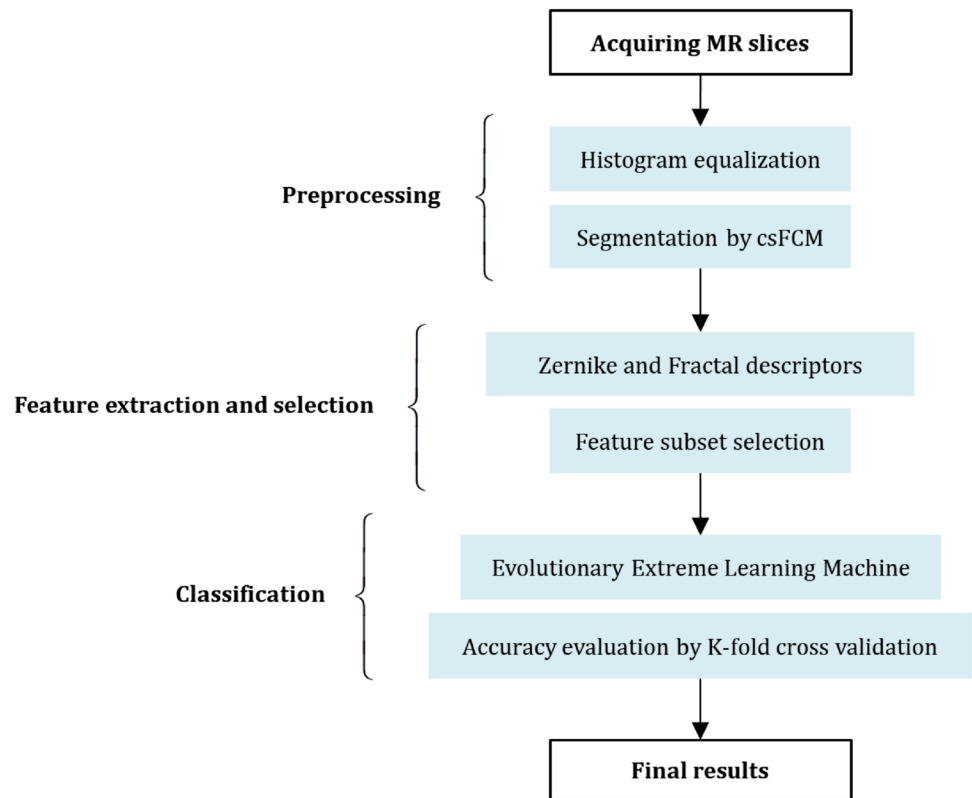 Acquiring MR slices
Histogram equalization
Preprocessing
Segmentation by csFCM
Zernike and Fractal descriptors
Feature extraction and selection
Feature subset selection
Evolutionary Extreme Learning Machine
Classification
Accuracy evaluation by K-fold cross validation
Final results